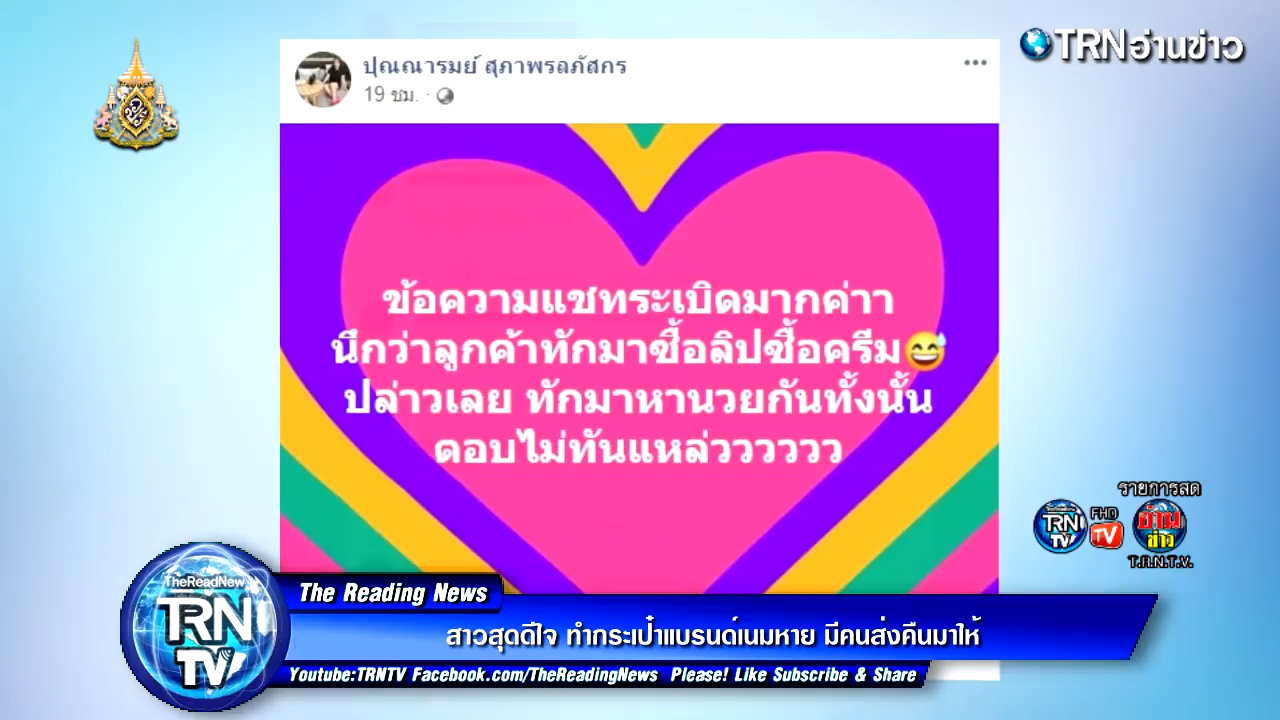 TRNอ่านข่าว
ปุณณารมย์ สุภาพรลภัสกร
19 ชม. ·
ข้อความแชทระเบิดมากค่าา
นึกว่าลูกค้าทักมาซื้อลิปซื้อครีม😅
ปล่าวเลย ทักมาหานวยกันทั้งนั้น
ตอบไม่ทันแหล่วววววว
รายการสด
TRN TV
FHD TV
อ่าน
ข่าว
T.R.N.T.V.
TheReadNew
TRN
TV
The Reading News
สาวสุดดีใจ ทำกระเป๋าแบรนด์เนมหาย มีคนส่งคืนมาให้
Youtube:TRNTV Facebook.com/TheReadingNews Please! Like Subscribe & Share